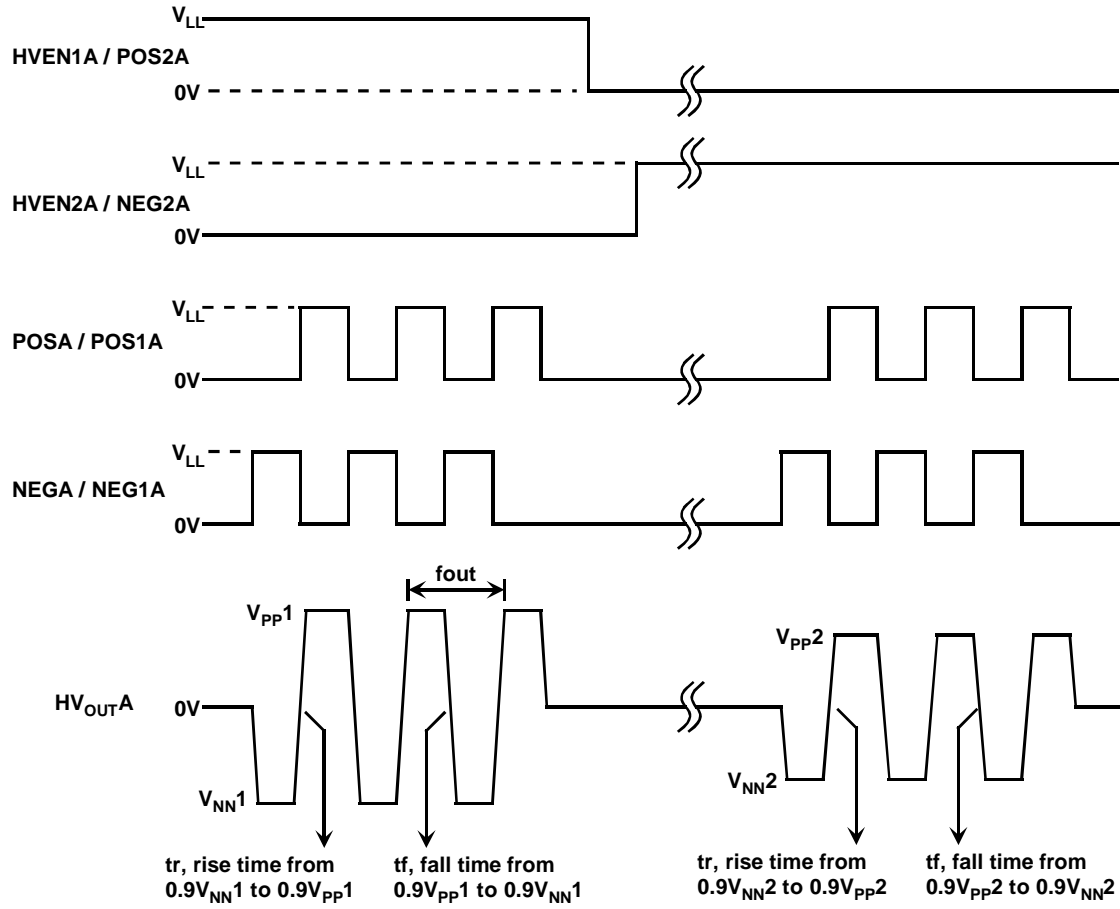 VLL
HVEN1A / POS2A
0V
VLL
HVEN2A / NEG2A
0V
VLL
POSA / POS1A
0V
VLL
NEGA / NEG1A
0V
fout
VPP1
VPP2
HVOUTA
0V
VNN2
VNN1
tr, rise time from
0.9VNN1 to 0.9VPP1
tf, fall time from
0.9VPP1 to 0.9VNN1
tr, rise time from
0.9VNN2 to 0.9VPP2
tf, fall time from
0.9VPP2 to 0.9VNN2